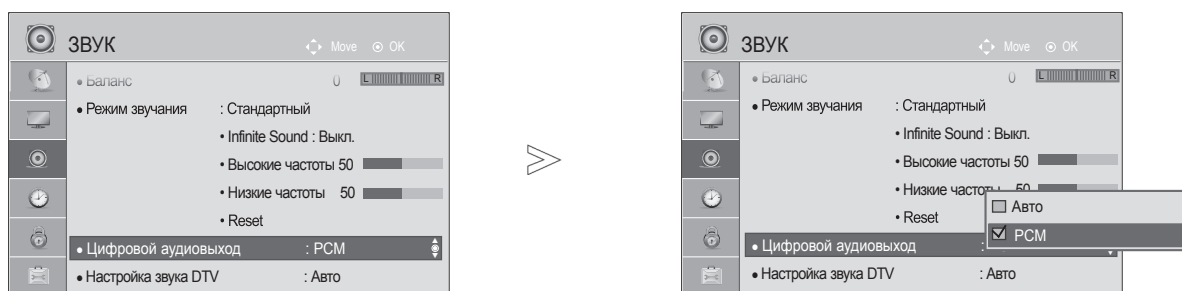 ЗВУК Move OK
Баланс 0 L R
• Режим звучания : Стандартный
• Infinite Sound : Выкл.
• Высокие частоты 50
• Низкие частоты 50
• Reset
• Цифровой аудиовыход : PCM
• Настройка звука DTV : Авто
ЗВУК Move OK
• Баланс 0 L R
• Режим звучания : Стандартный
• Infinite Sound : Выкл.
• Высокие частоты 50
• Низкие частоты 50
• Reset
Авто
PCM
• Цифровой аудиовыход :
• Настройка звука DTV : Авто